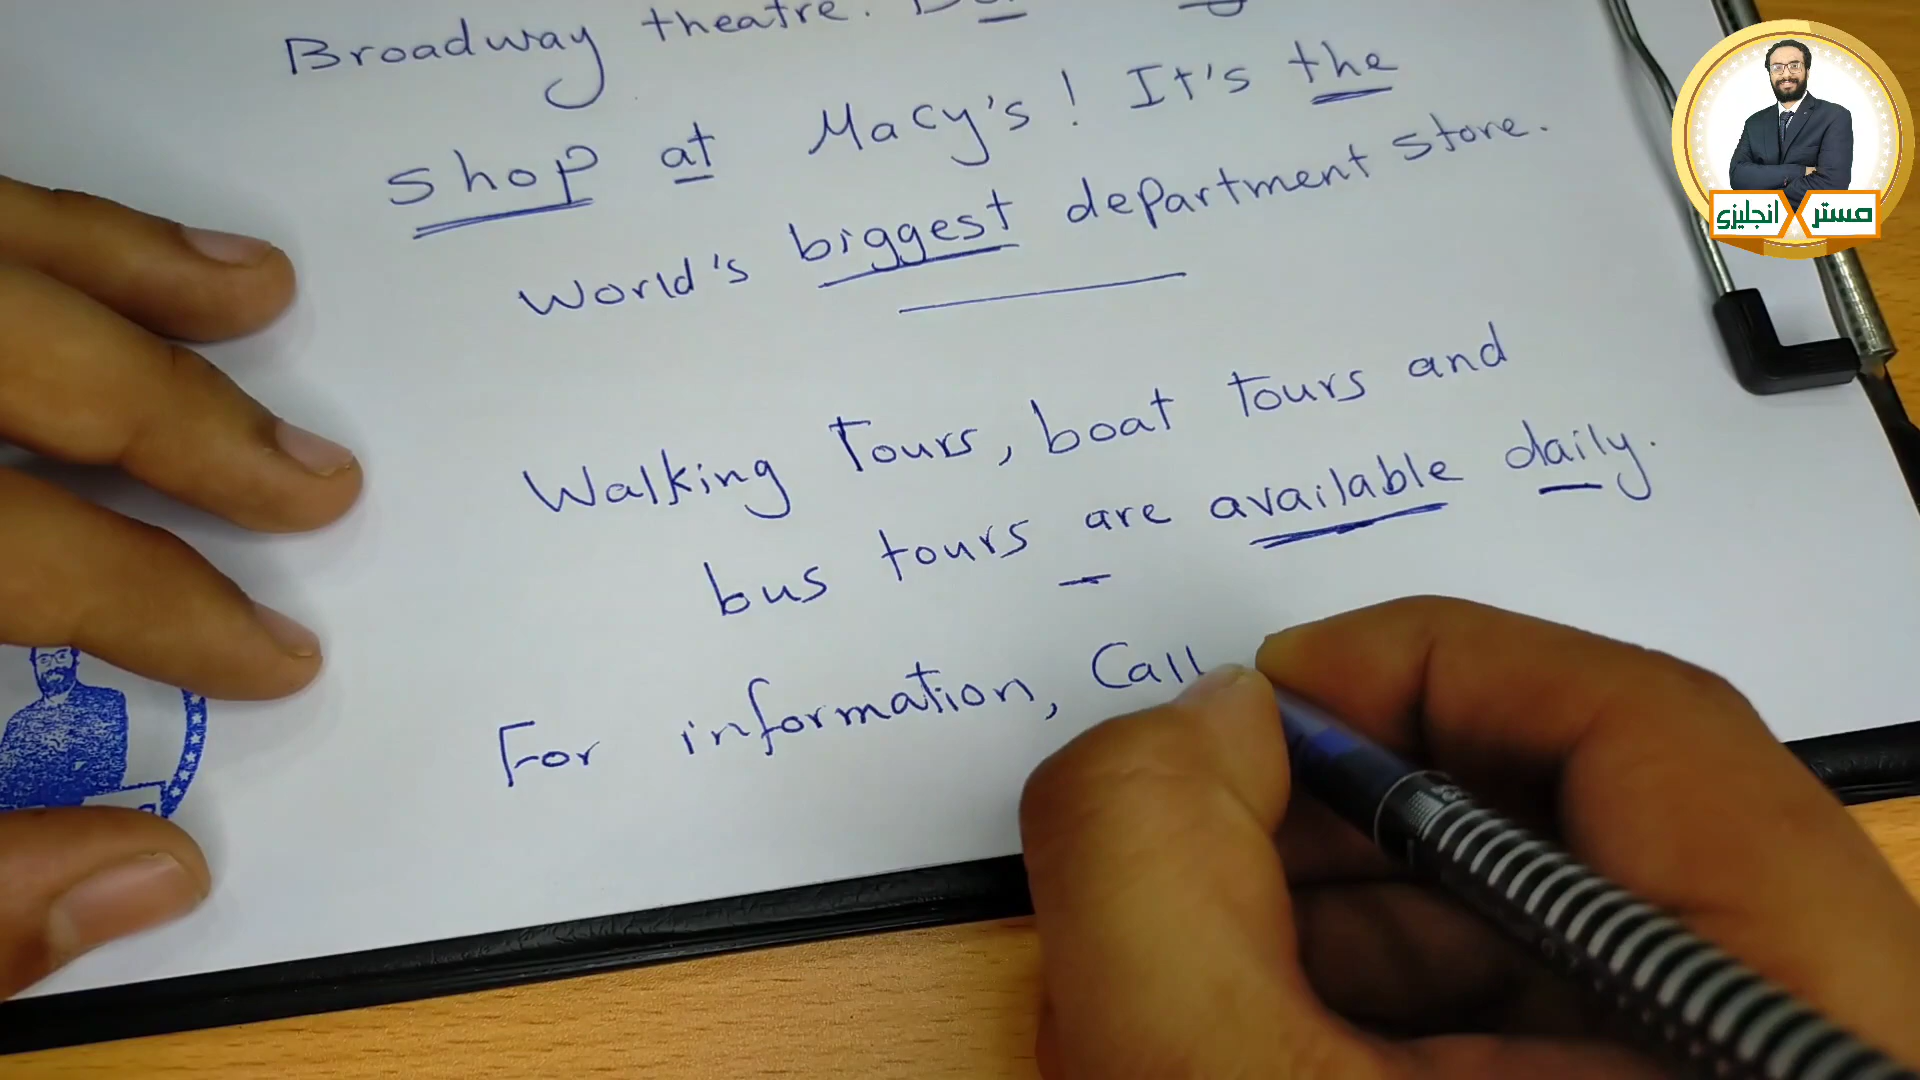 Broadway theatre.
shop at Macy's! It's the
World's biggest department store.
Walking Tours, boat tours and
bus tours are available daily.
For information, Call
مستر X انجليزي